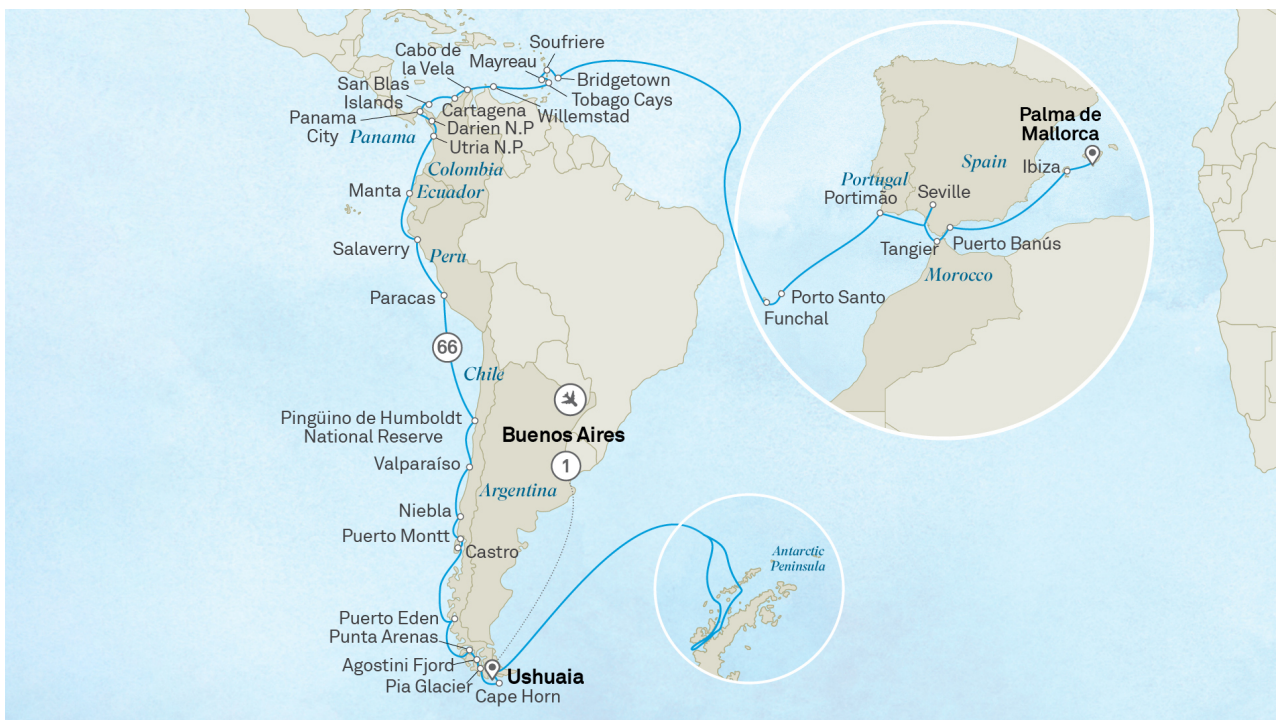 Soufriere
Cabo de
la Vela
Mayreau
Bridgetown
Tobago Cays
San Blas
Islands
Willemstad
Cartagena
Panama
City
Darien N.P
Panama
Utria N.P
Colombia
Manta
Ecuador
Salaverry
Peru
Paracas
66
Chile
Pingüino de Humboldt
National Reserve
Buenos Aires
1
Valparaíso
Argentina
Niebla
Puerto Montt
Castro
Puerto Eden
Punta Arenas
Agostini Fjord
Pia Glacier
Ushuaia
Cape Horn
Antarctic
Peninsula
Palma de
Mallorca
Spain
Ibiza
Portugal
Seville
Portimão
Tangier
Puerto Banús
Morocco
Porto Santo
Funchal